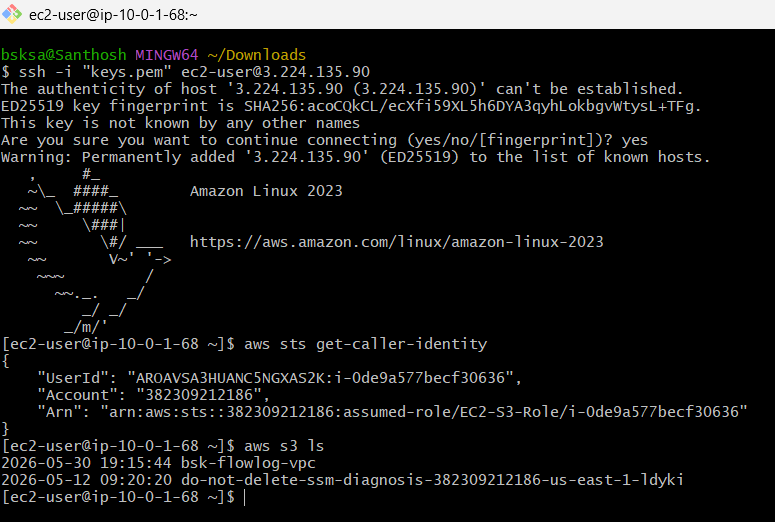 ec2-user@ip-10-0-1-68:~
bsksa@Santhosh MINGW64 ~/Downloads
$ ssh -i "keys.pem" ec2-user@3.224.135.90
The authenticity of host '3.224.135.90 (3.224.135.90)' can't be established.
ED25519 key fingerprint is SHA256:acoCQkCL/ecXfi59XL5h6DYA3qyhLokbgvWtysL+TFg.
This key is not known by any other names
Are you sure you want to continue connecting (yes/no/[fingerprint])? yes
Warning: Permanently added '3.224.135.90' (ED25519) to the list of known hosts.
   ,     #_
   ~\_  ####_        Amazon Linux 2023
  ~~  \_#####\
  ~~     \###|
  ~~       \#/ ___   https://aws.amazon.com/linux/amazon-linux-2023
   ~~       V~' '->
    ~~~         /
      ~~._.   _/
         _/ _/
       _/m/'
[ec2-user@ip-10-0-1-68 ~]$ aws sts get-caller-identity
{
    "UserId": "AROAVSA3HUANC5NGXAS2K:i-0de9a577becf30636",
    "Account": "382309212186",
    "Arn": "arn:aws:sts::382309212186:assumed-role/EC2-S3-Role/i-0de9a577becf30636"
}
[ec2-user@ip-10-0-1-68 ~]$ aws s3 ls
2026-05-30 19:15:44 bsk-flowlog-vpc
2026-05-12 09:20:20 do-not-delete-ssm-diagnosis-382309212186-us-east-1-ldyki
[ec2-user@ip-10-0-1-68 ~]$